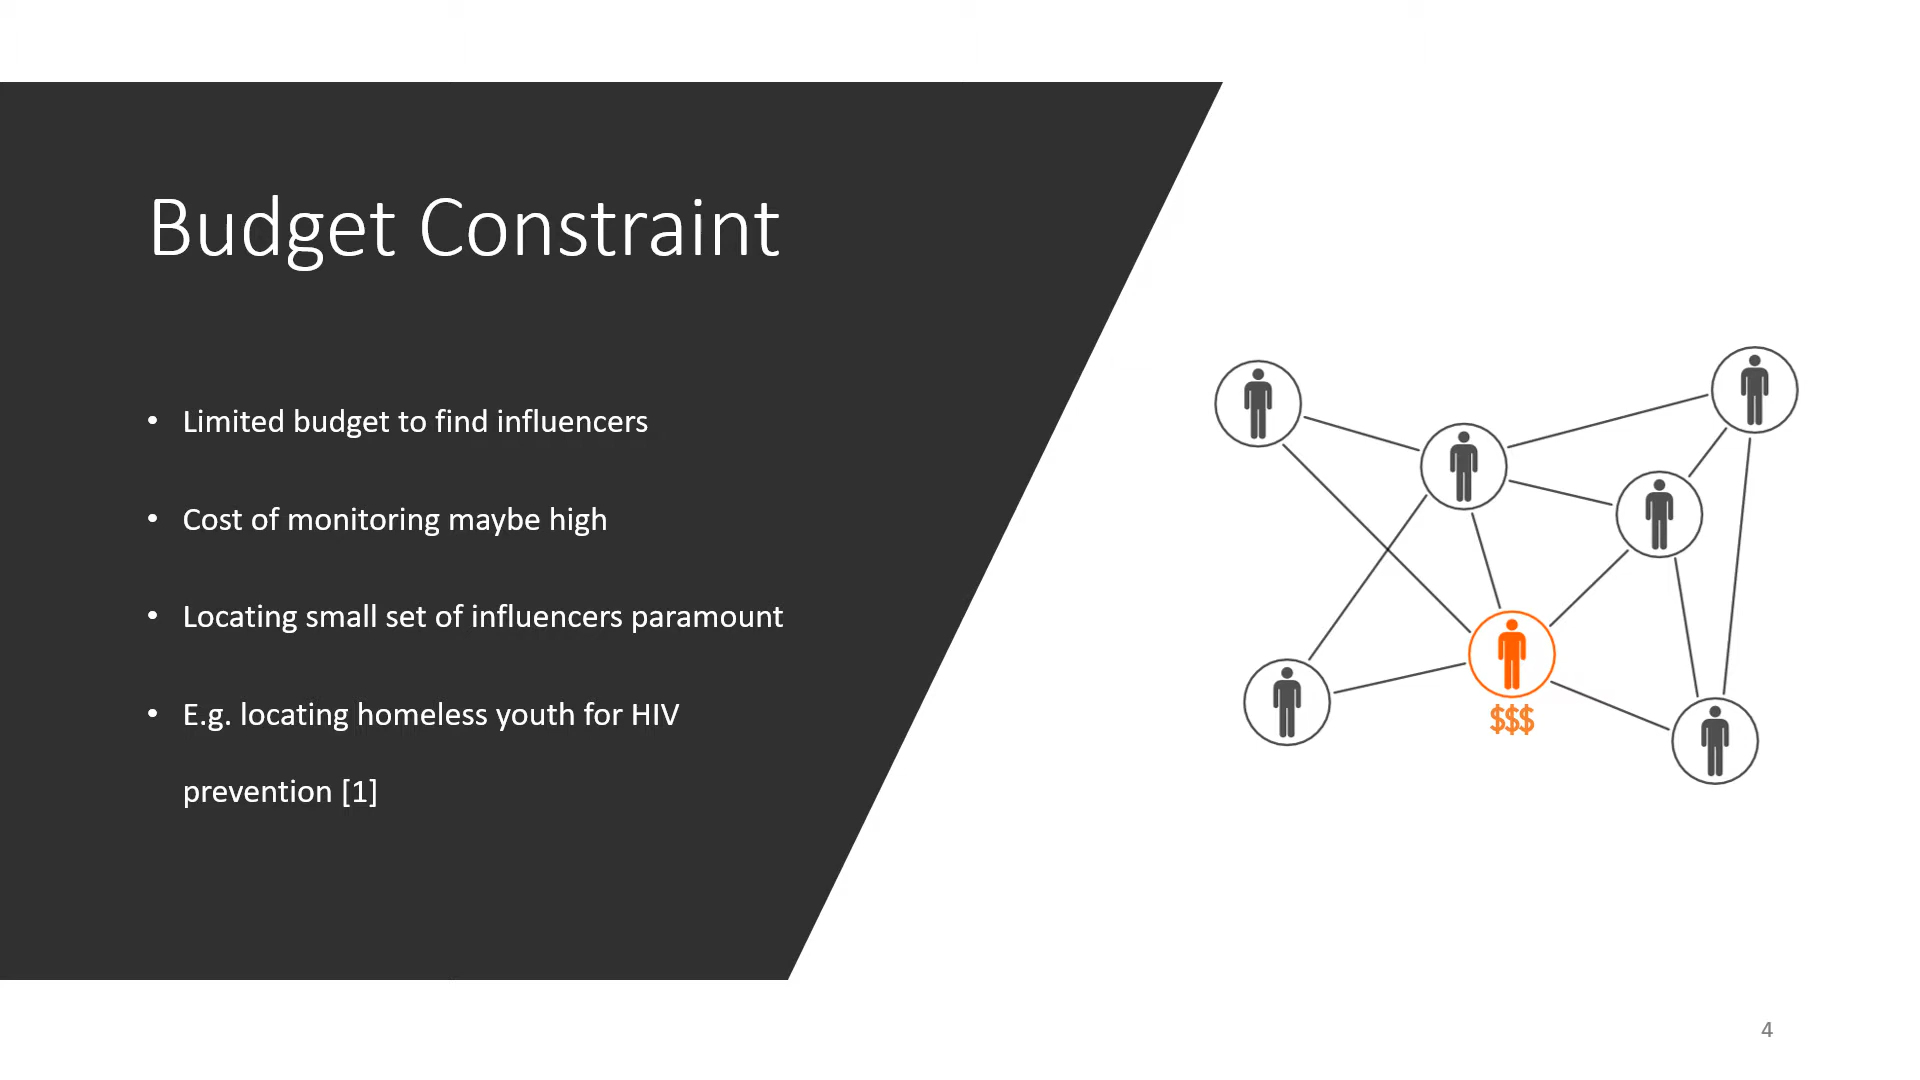 Budget Constraint
• Limited budget to find influencers
• Cost of monitoring maybe high
• Locating small set of influencers paramount
• E.g. locating homeless youth for HIV
prevention [1]
$$$
4